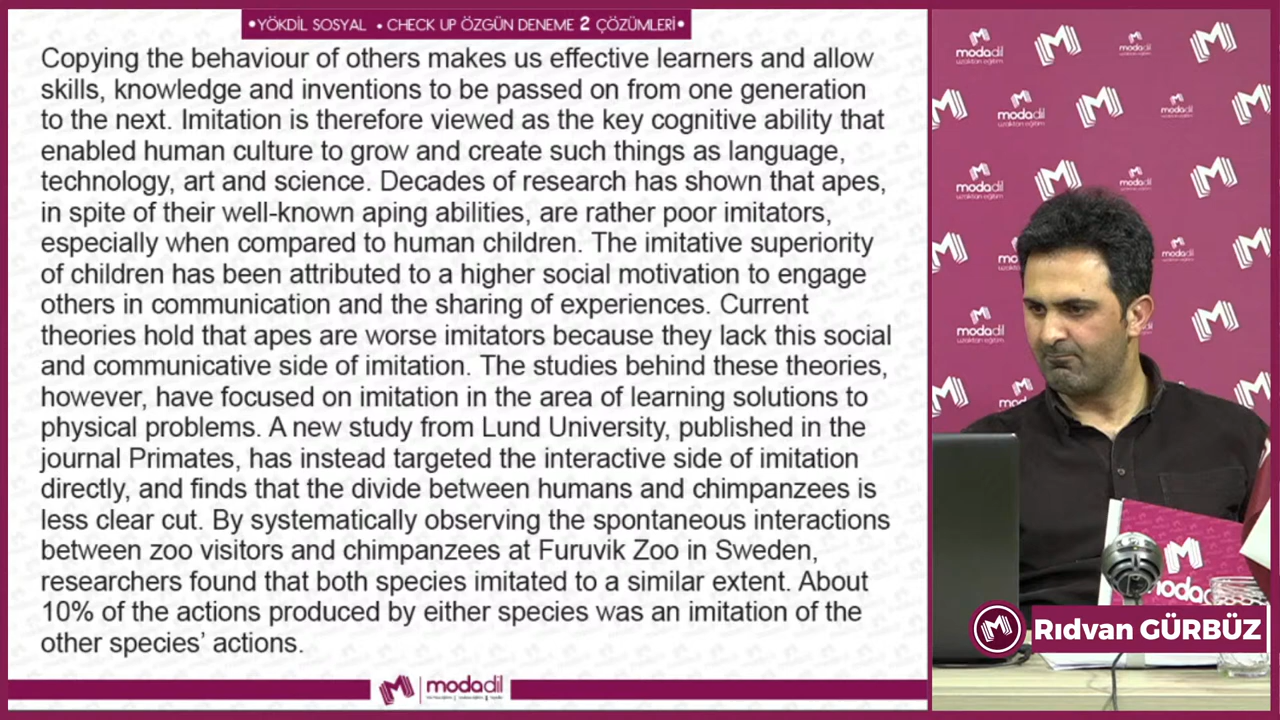 •YÖKDİL SOSYAL • CHECK UP ÖZGÜN DENEME 2 ÇÖZÜMLERİ•
Copying the behaviour of others makes us effective learners and allow
skills, knowledge and inventions to be passed on from one generation
to the next. Imitation is therefore viewed as the key cognitive ability that
enabled human culture to grow and create such things as language,
technology, art and science. Decades of research has shown that apes,
in spite of their well-known aping abilities, are rather poor imitators,
especially when compared to human children. The imitative superiority
of children has been attributed to a higher social motivation to engage
others in communication and the sharing of experiences. Current
theories hold that apes are worse imitators because they lack this social
and communicative side of imitation. The studies behind these theories,
however, have focused on imitation in the area of learning solutions to
physical problems. A new study from Lund University, published in the
journal Primates, has instead targeted the interactive side of imitation
directly, and finds that the divide between humans and chimpanzees is
less clear cut. By systematically observing the spontaneous interactions
between zoo visitors and chimpanzees at Furuvik Zoo in Sweden,
researchers found that both species imitated to a similar extent. About
10% of the actions produced by either species was an imitation of the
other species' actions.
modadil
modadil
uzaktan eğitim
modadil
Rıdvan GÜRBÜZ